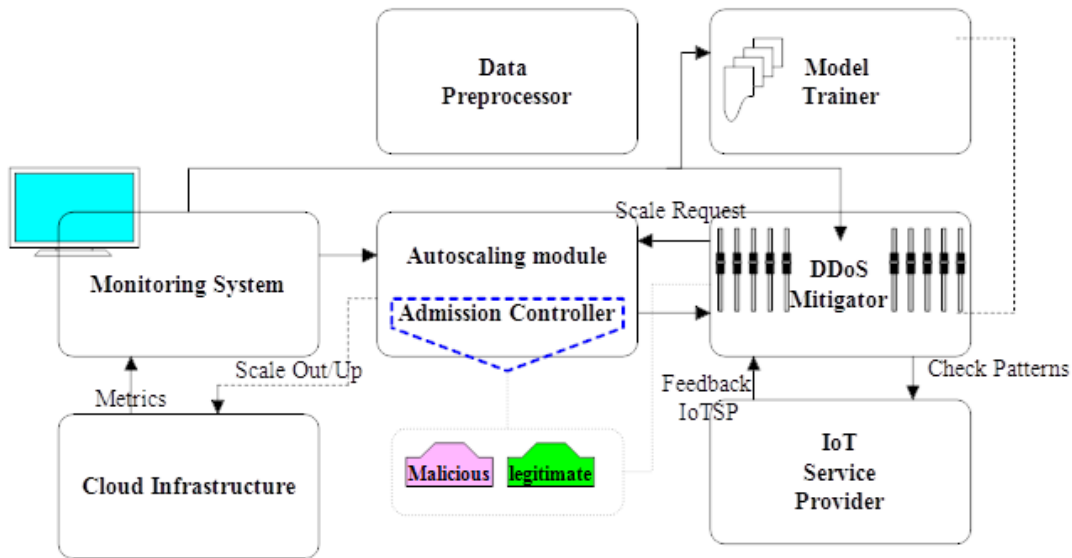 Data
Preprocessor
Model
Trainer
Scale Request
Monitoring System
Autoscaling module
Admission Controller
DDoS
Mitigator
Metrics
Scale Out/Up
Feedback
IoTSP
Check Patterns
Cloud Infrastructure
Malicious
legitimate
IoT
Service
Provider